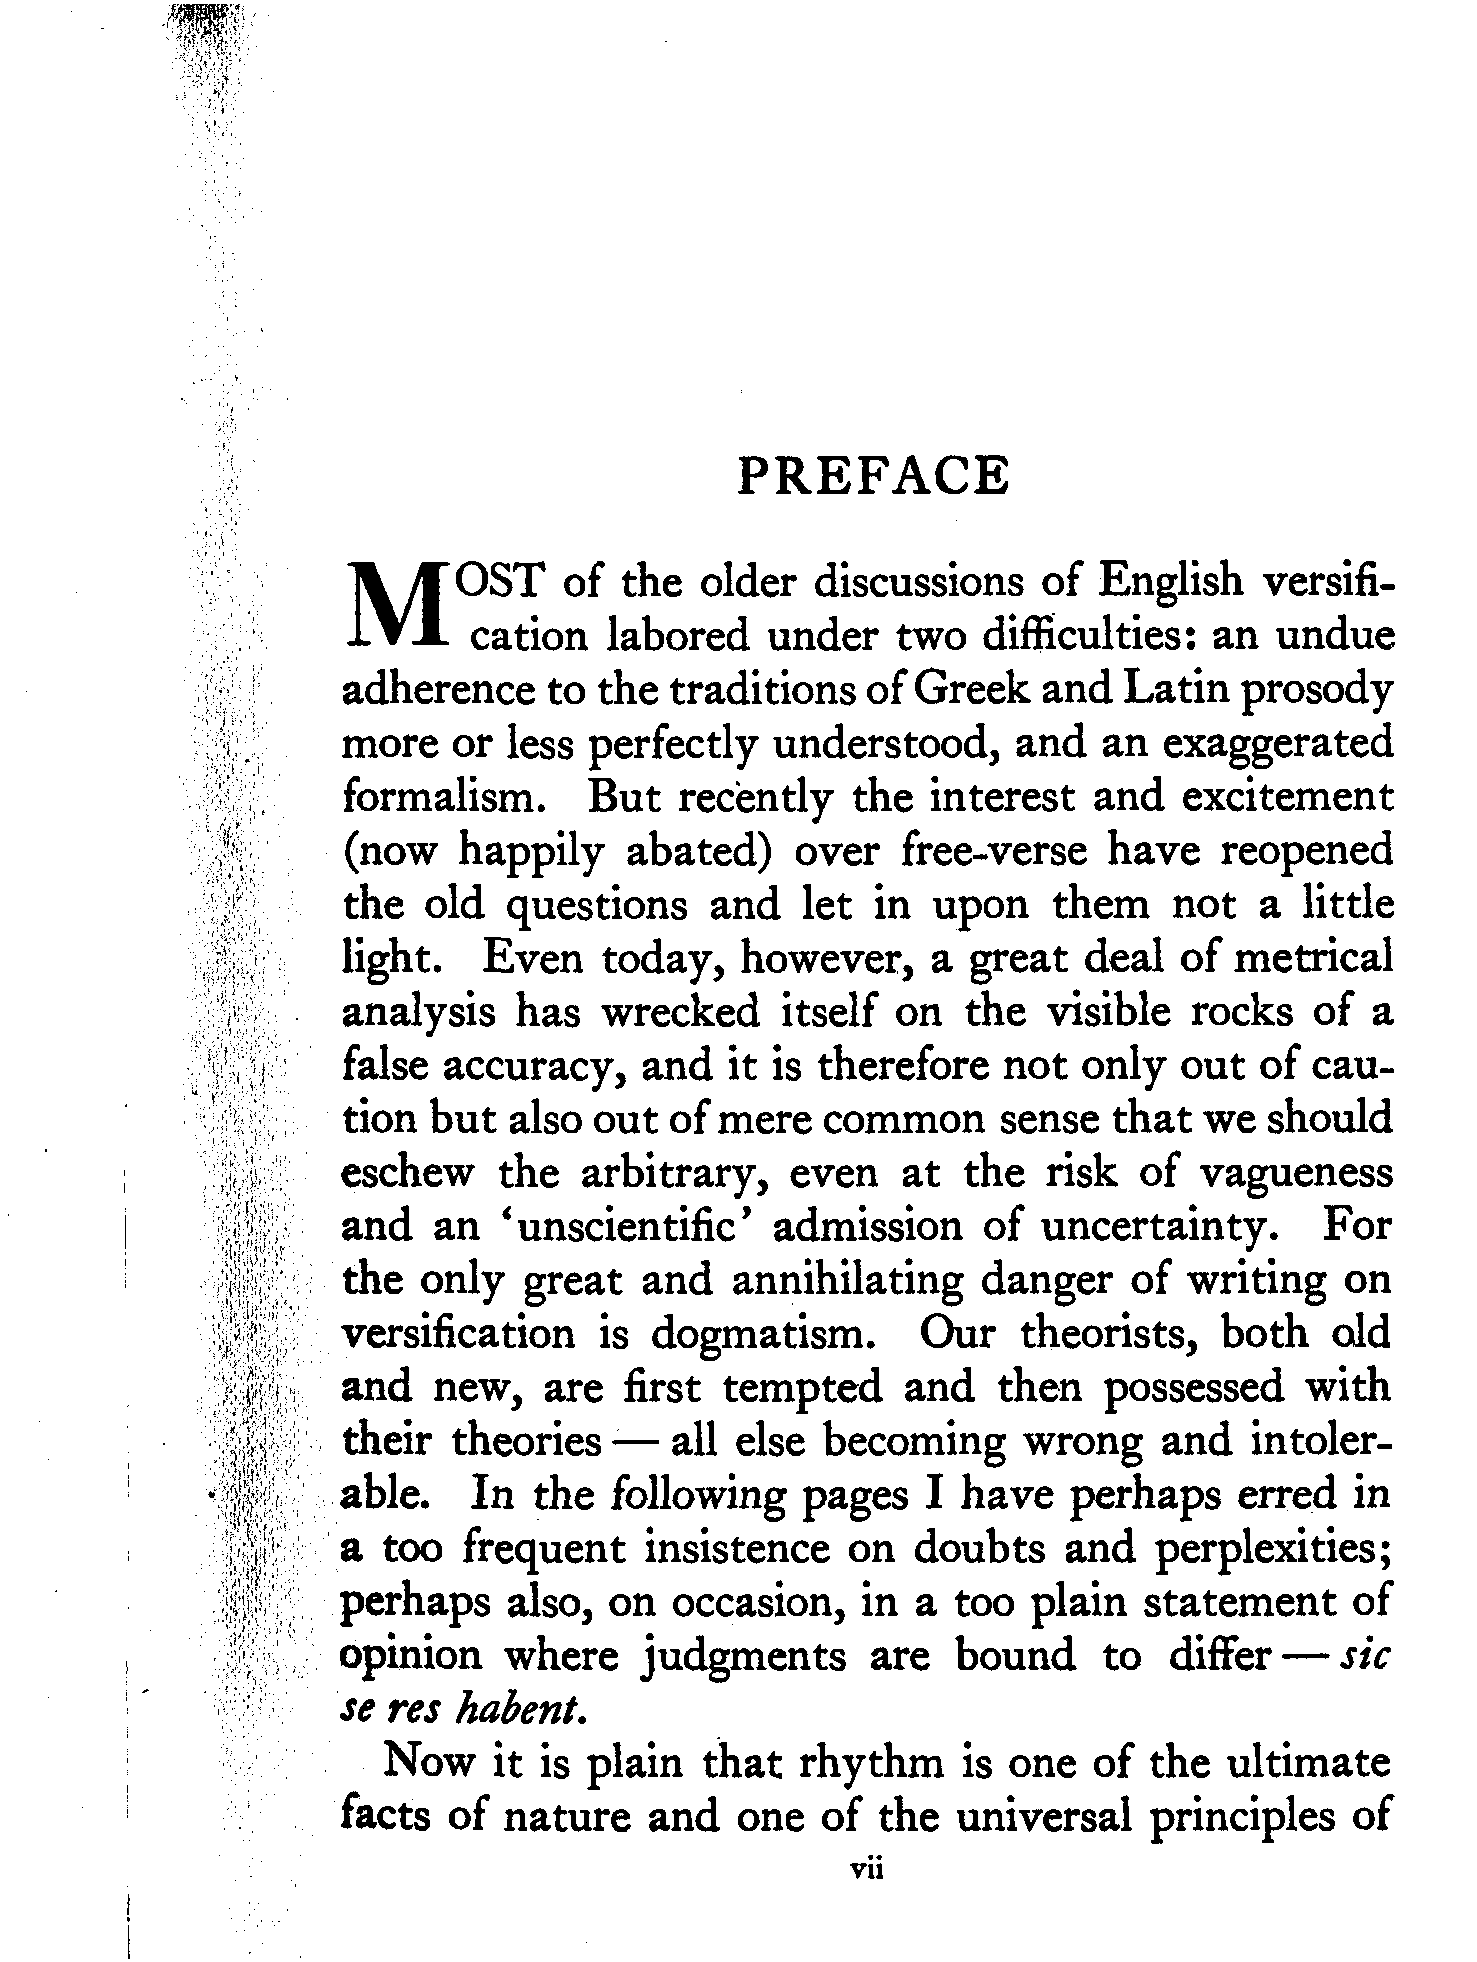 PREFACE
MOST of the older discussions of English versifi-
cation labored under two difficulties: an undue
adherence to the traditions of Greek and Latin prosody
more or less perfectly understood, and an exaggerated
formalism. But recently the interest and excitement
(now happily abated) over free-verse have reopened
the old questions and let in upon them not a little
light. Even today, however, a great deal of metrical
analysis has wrecked itself on the visible rocks of a
false accuracy, and it is therefore not only out of cau-
tion but also out of mere common sense that we should
eschew the arbitrary, even at the risk of vagueness
and an ‘unscientific’ admission of uncertainty. For
the only great and annihilating danger of writing on
versification is dogmatism. Our theorists, both old
and new, are first tempted and then possessed with
their theories — all else becoming wrong and intoler-
able. In the following pages I have perhaps erred in
a too frequent insistence on doubts and perplexities;
perhaps also, on occasion, in a too plain statement of
opinion where judgments are bound to differ — sic
se res habent.
Now it is plain that rhythm is one of the ultimate
facts of nature and one of the universal principles of
vii